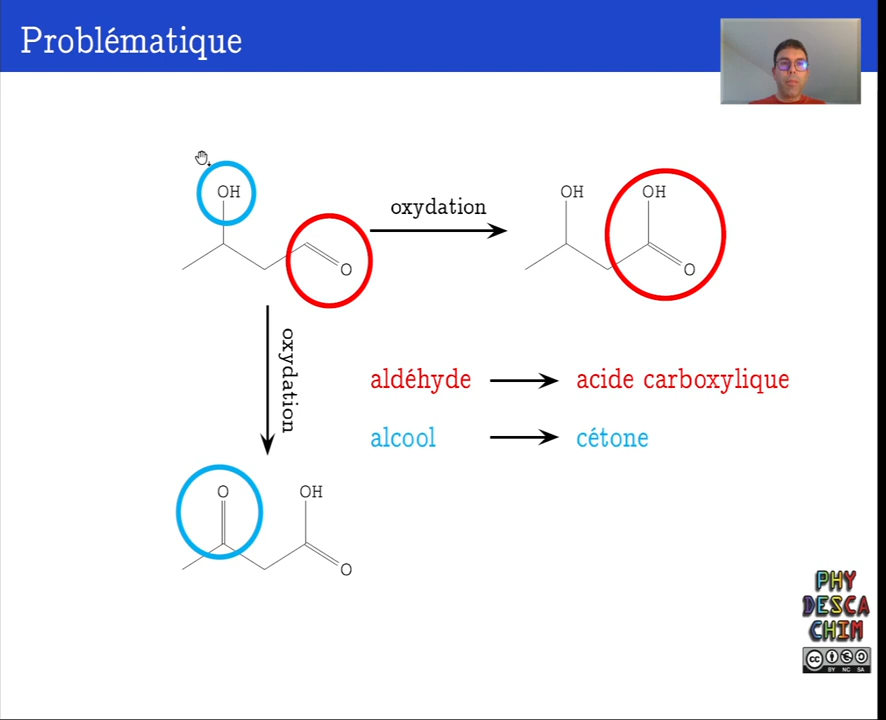 Problématique
OH
O
oxydation
OH
OH
O
oxydation
aldéhyde
acide carboxylique
alcool
cétone
O
OH
O
PHY
DESCA
CHIM
cc
BY NC SA